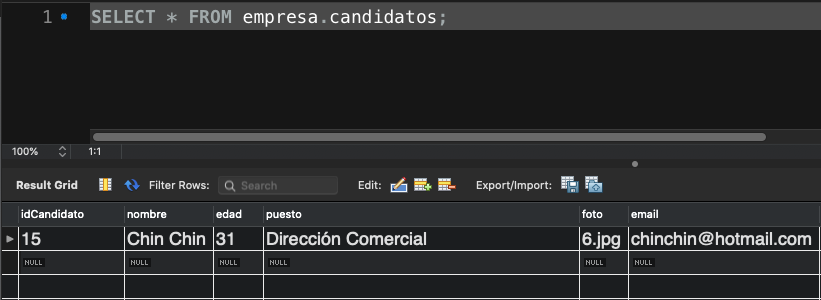 1 SELECT * FROM empresa.candidatos;
100% 1:1
Result Grid Filter Rows: Search Edit: Export/Import:
idCandidato nombre edad puesto foto email
15 Chin Chin 31 Dirección Comercial 6.jpg chinchin@hotmail.com
NULL NULL NULL NULL NULL NULL